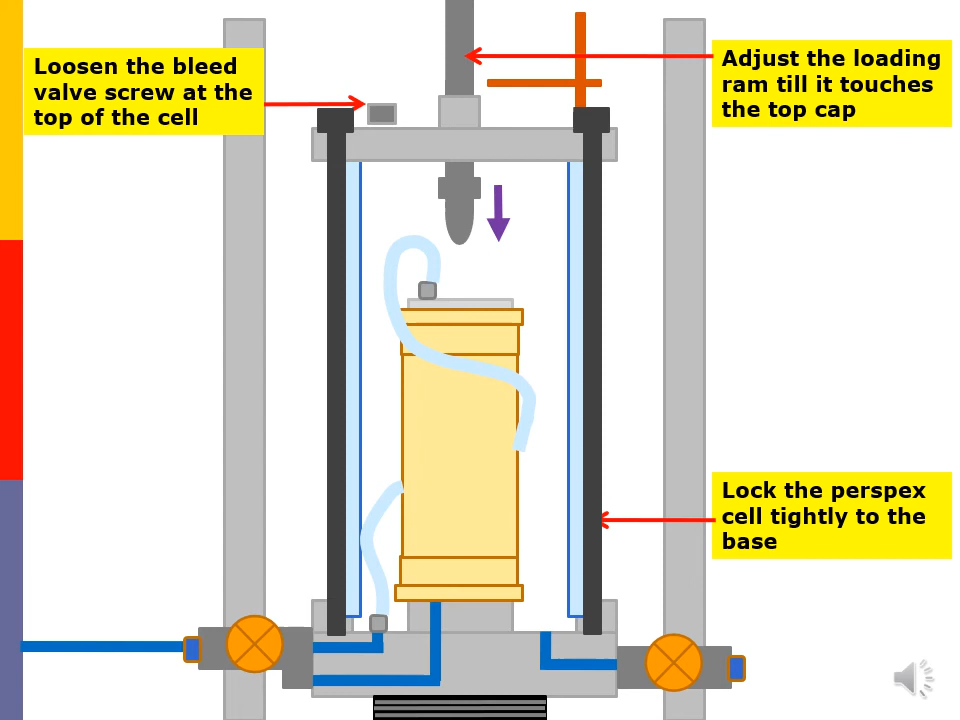 Loosen the bleed
valve screw at the
top of the cell
Adjust the loading
ram till it touches
the top cap
Lock the perspex
cell tightly to the
base